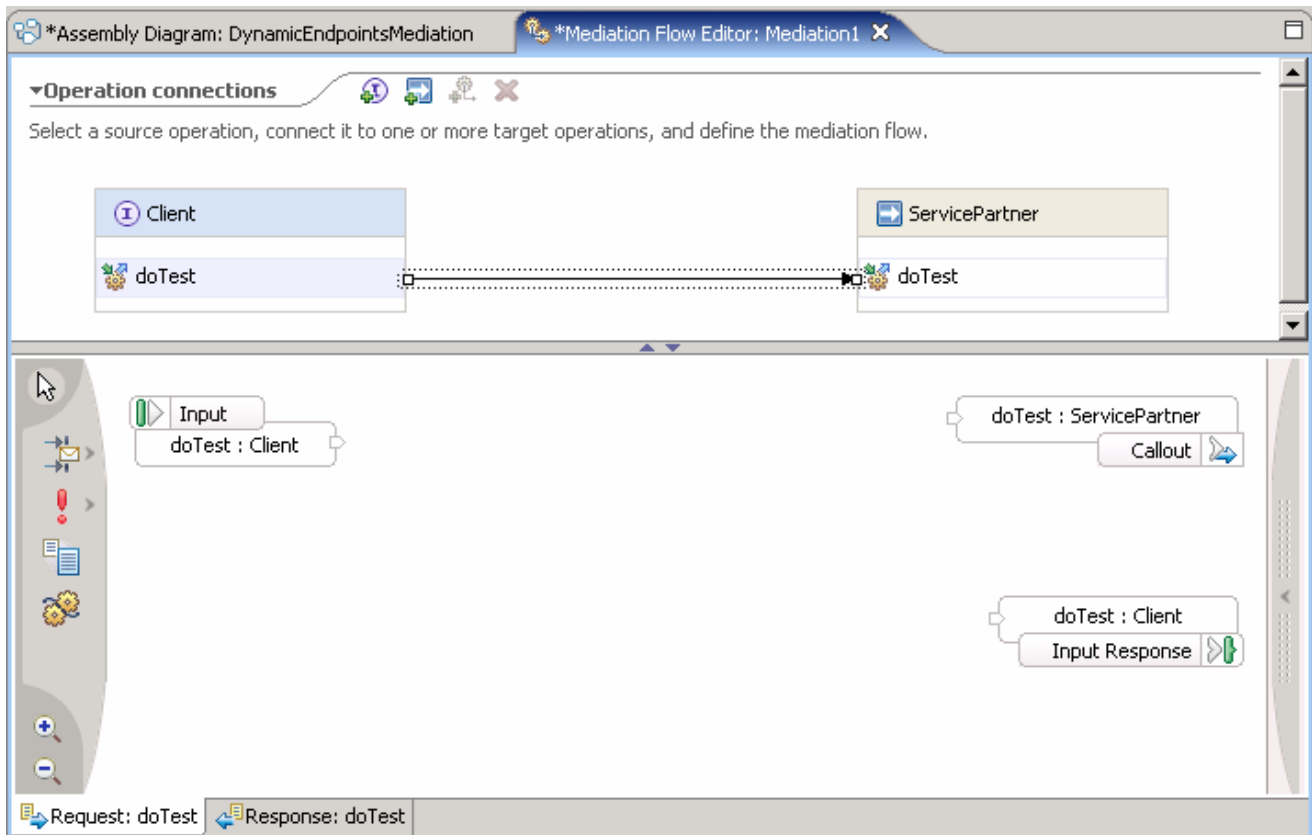 *Assembly Diagram: DynamicEndpointsMediation
*Mediation Flow Editor: Mediation1
Operation connections
Select a source operation, connect it to one or more target operations, and define the mediation flow.
Client
ServicePartner
doTest
doTest
Input
doTest : Client
doTest : ServicePartner
Callout
doTest : Client
Input Response
Request: doTest
Response: doTest